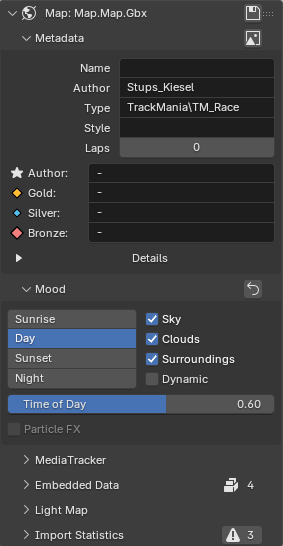 Map: Map.Map.Gbx
Metadata
Name
Author Stups_Kiesel
Type TrackMania\TM_Race
Style
Laps 0
Author: -
Gold: -
Silver: -
Bronze: -
Details
Mood
Sunrise
Day
Sunset
Night
Sky
Clouds
Surroundings
Dynamic
Time of Day 0.60
Particle FX
MediaTracker
Embedded Data 4
Light Map
Import Statistics 3